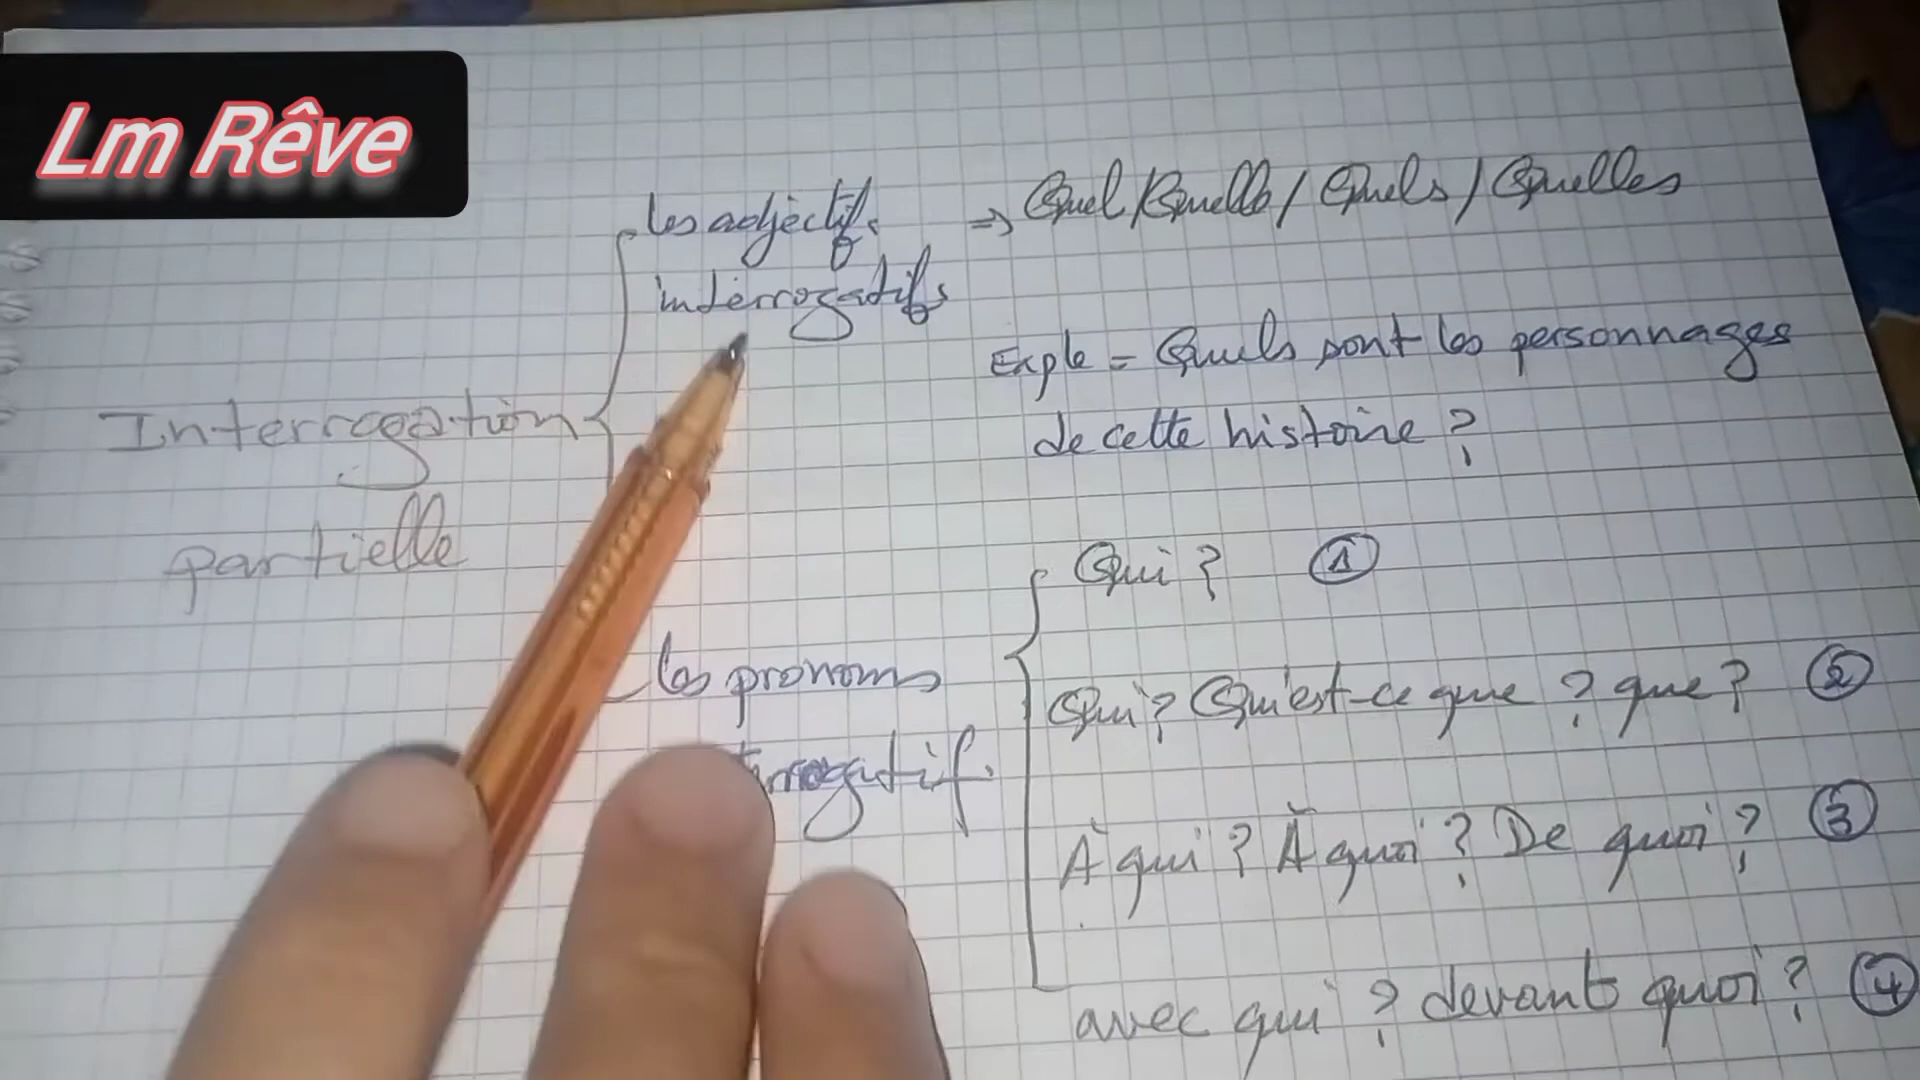 Lm Rêve
les adjectifs
interrogatifs
=> Quel/Quelle/Quels/Quelles
Exple = Quels sont les personnages
de cette histoire ?
Interrogation
partielle
les pronoms
terrogatif.
Qui ? 1
Qui ? Qu'est-ce que ? que ? 2
À qui ? À quoi ? De quoi ? 3
avec qui ? devant quoi ? 4